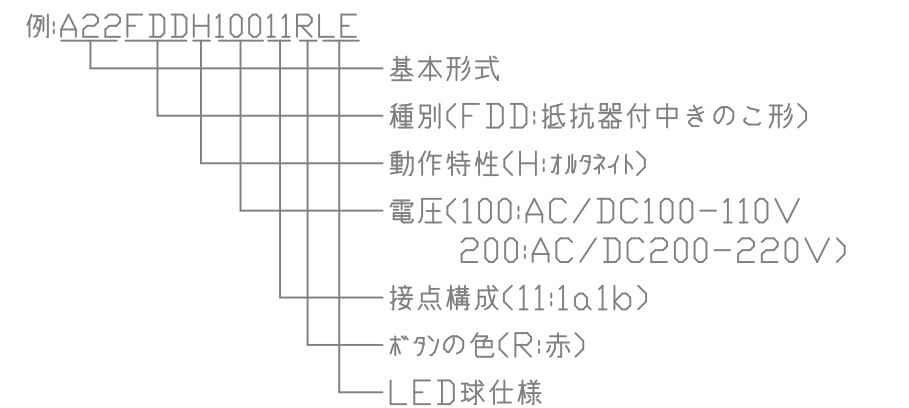 例:A22FDDH10011RLE
基本形式
種別(FDD:抵抗器付中きのこ形)
動作特性(H:ｵﾙﾀﾈｲﾄ)
電圧(100:AC/DC100-110V
200:AC/DC200-220V)
接点構成(11:1a1b)
ﾎﾞﾀﾝの色(R:赤)
LED球仕様